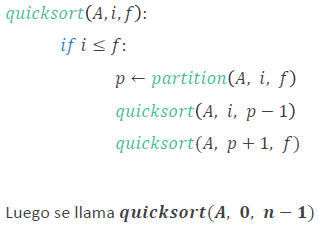 quicksort(A, i, f):
if i ≤ f:
p ← partition(A, i, f)
quicksort(A, i, p − 1)
quicksort(A, p + 1, f)
Luego se llama quicksort(A, 0, n − 1)